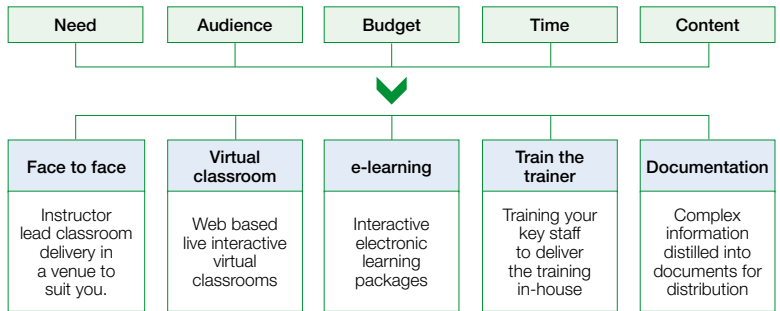 Need
Audience
Budget
Time
Content
Face to face
Virtual
classroom
e-learning
Train the
trainer
Documentation
Instructor
lead classroom
delivery in
a venue to
suit you.
Web based
live interactive
virtual
classrooms
Interactive
electronic
learning
packages
Training your
key staff
to deliver
the training
in-house
Complex
information
distilled into
documents for
distribution